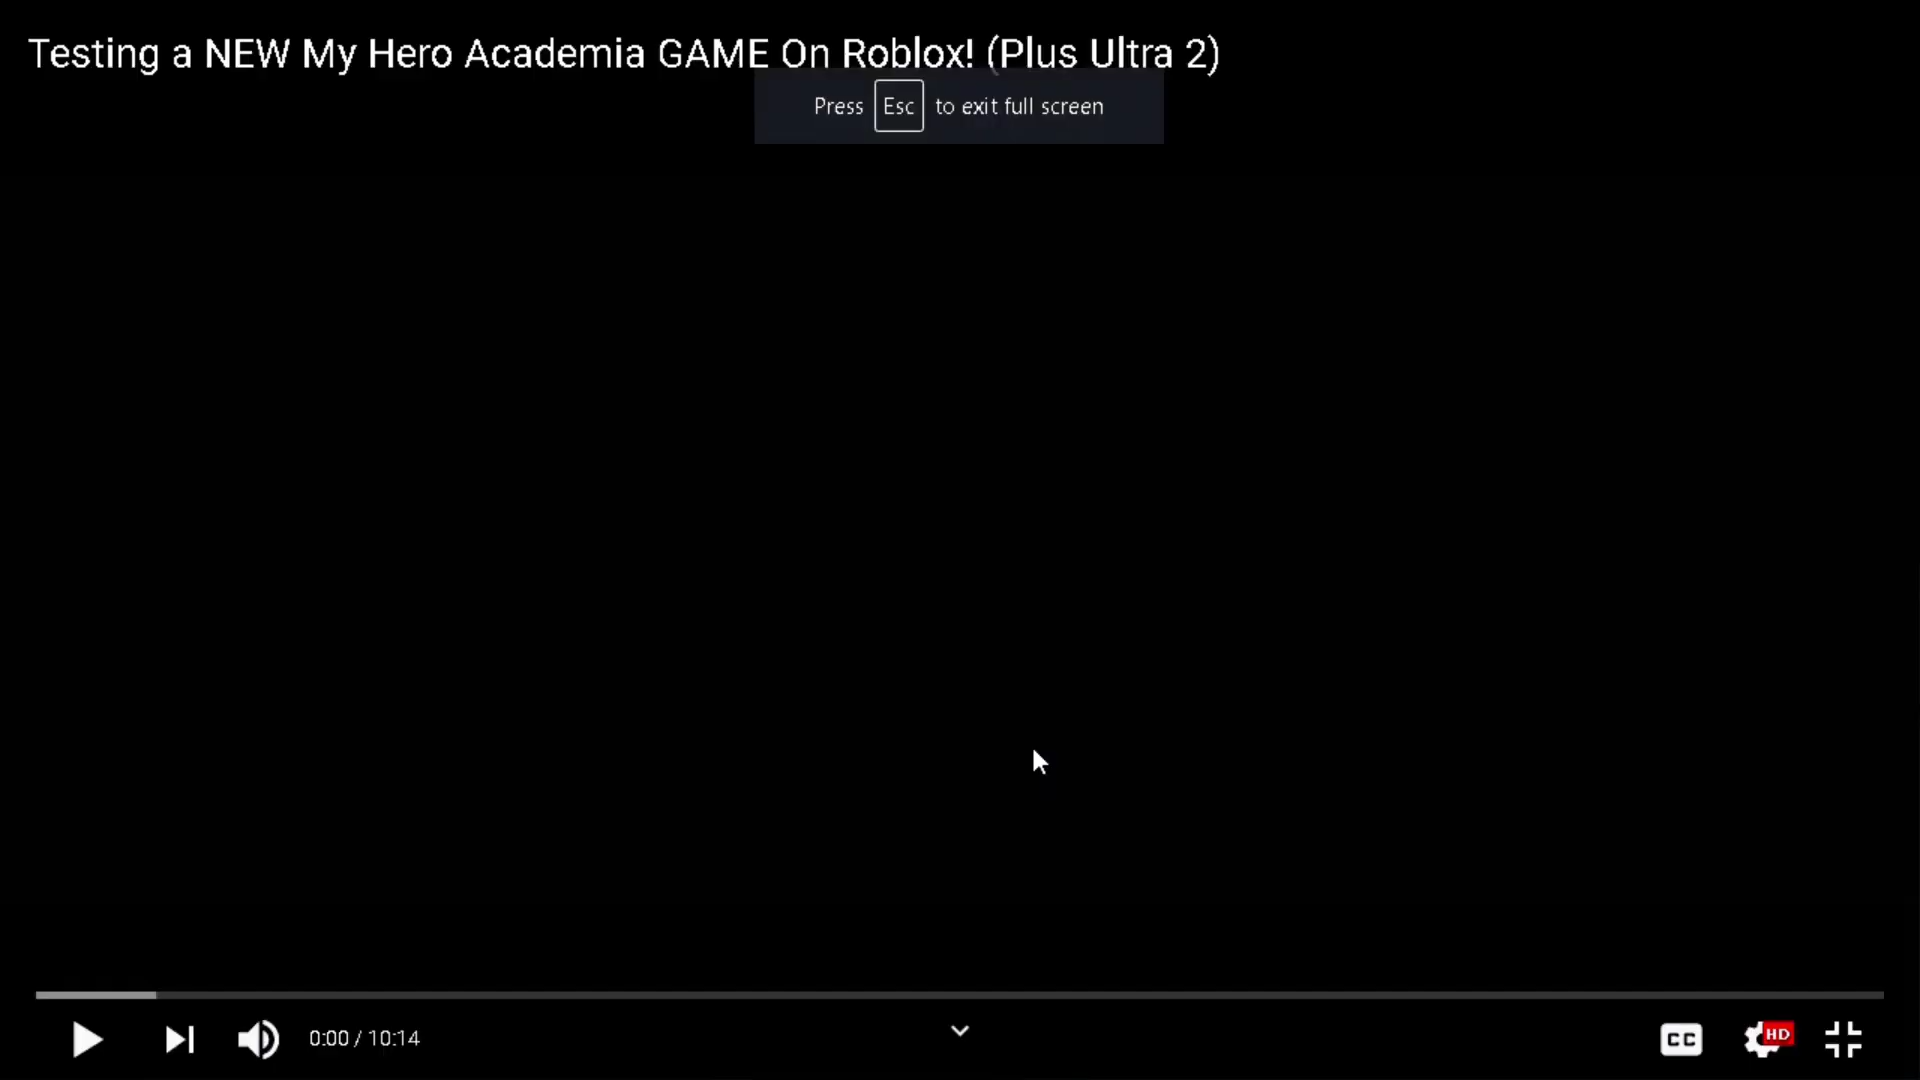 Testing a NEW My Hero Academia GAME On Roblox! (Plus Ultra 2)
Press Esc to exit full screen
0:00 / 10:14
CC
HD